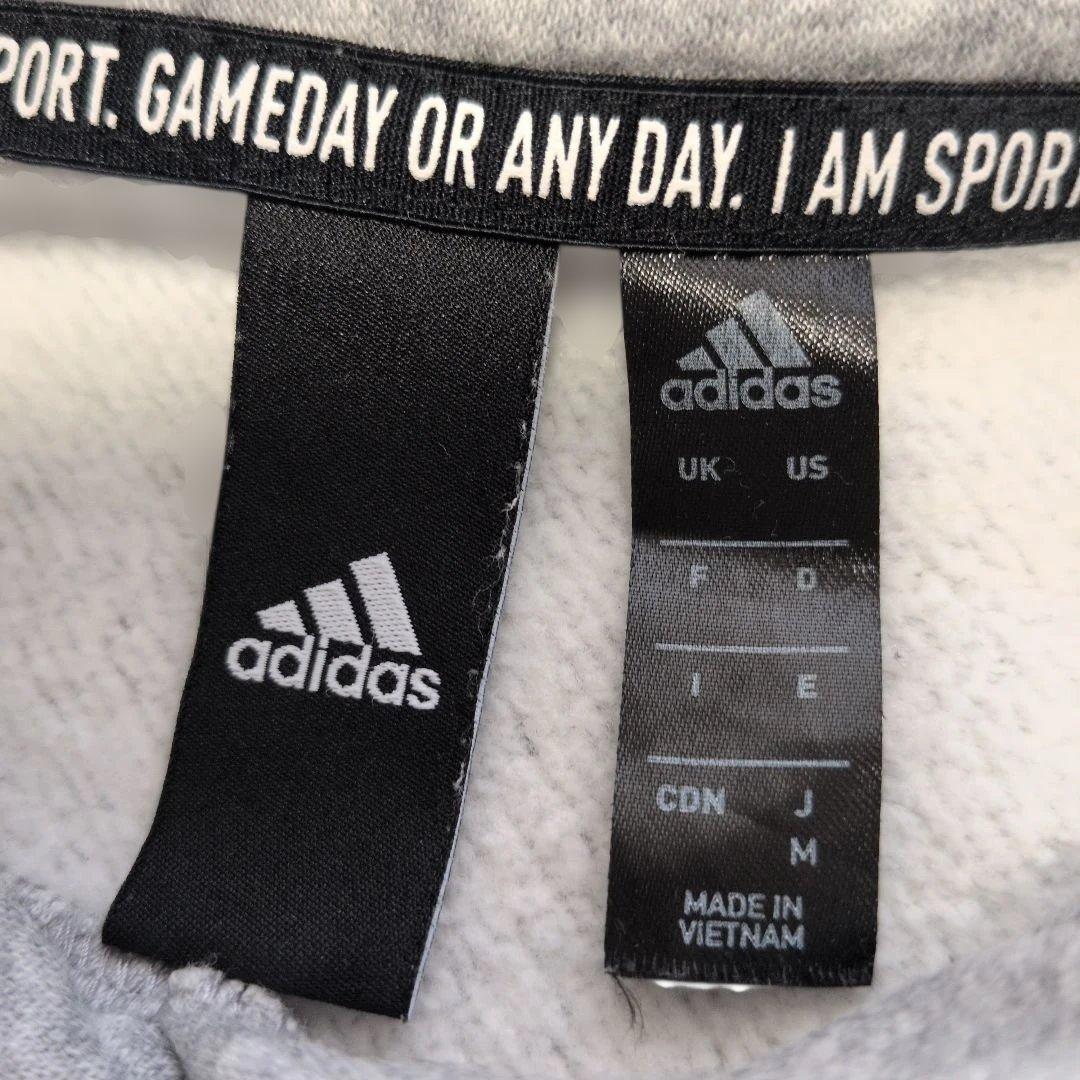 PORT. GAMEDAY OR ANY DAY. I AM SPORT
adidas
adidas
UK US
F D
I E
CDN J
M
MADE IN
VIETNAM